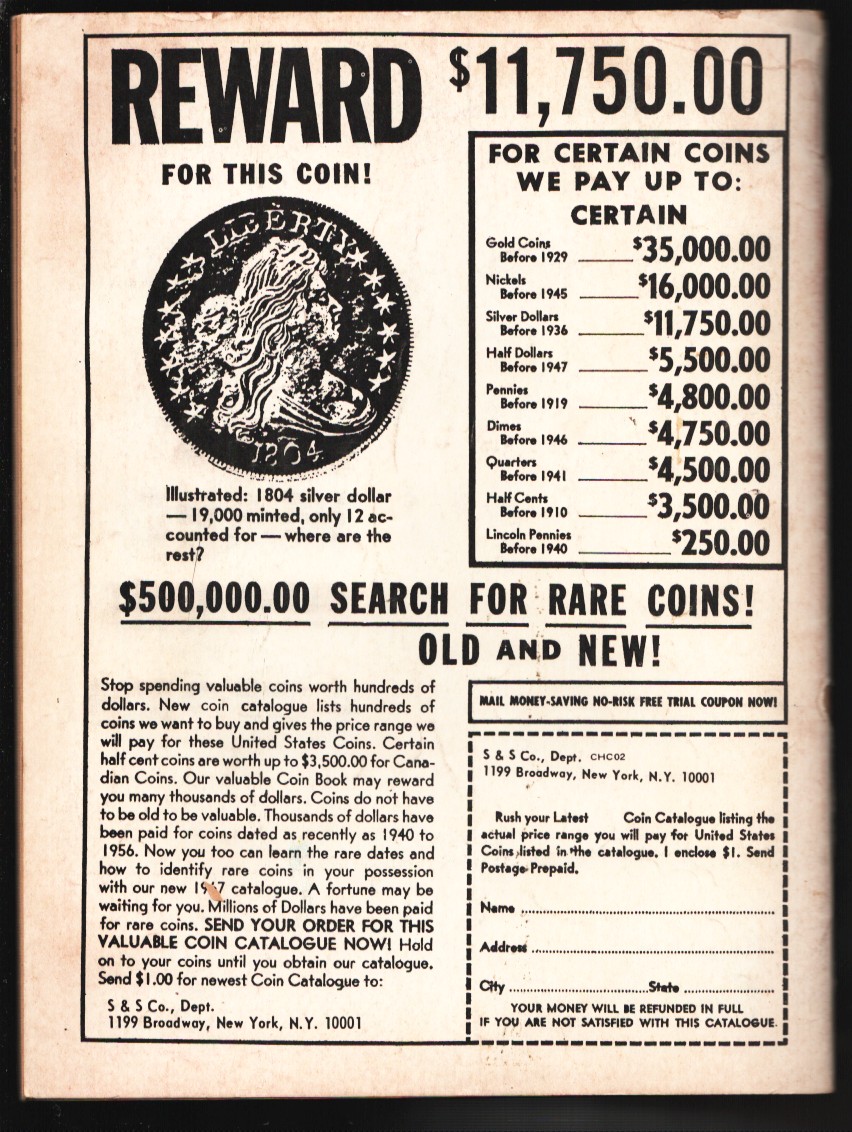 REWARD $11,750.00
FOR THIS COIN!
LIBERTY
1804
Illustrated: 1804 silver dollar
— 19,000 minted, only 12 ac-
counted for — where are the
rest?
FOR CERTAIN COINS
WE PAY UP TO:
CERTAIN
Gold Coins
Before 1929 $35,000.00
Nickels
Before 1945 $16,000.00
Silver Dollars
Before 1936 $11,750.00
Half Dollars
Before 1947 $5,500.00
Pennies
Before 1919 $4,800.00
Dimes
Before 1946 $4,750.00
Quarters
Before 1941 $4,500.00
Half Cents
Before 1910 $3,500.00
Lincoln Pennies
Before 1940 $250.00
$500,000.00 SEARCH FOR RARE COINS!
OLD AND NEW!
Stop spending valuable coins worth hundreds of
dollars. New coin catalogue lists hundreds of
coins we want to buy and gives the price range we
will pay for these United States Coins. Certain
half cent coins are worth up to $3,500.00 for Cana-
dian Coins. Our valuable Coin Book may reward
you many thousands of dollars. Coins do not have
to be old to be valuable. Thousands of dollars have
been paid for coins dated as recently as 1940 to
1956. Now you too can learn the rare dates and
how to identify rare coins in your possession
with our new catalogue. A fortune may be
waiting for you. Millions of Dollars have been paid
for rare coins. SEND YOUR ORDER FOR THIS
VALUABLE COIN CATALOGUE NOW! Hold
on to your coins until you obtain our catalogue.
Send $1.00 for newest Coin Catalogue to:
S & S Co., Dept.
1199 Broadway, New York, N.Y. 10001
MAIL MONEY-SAVING NO-RISK FREE TRIAL COUPON NOW!
S & S Co., Dept. CHC02
1199 Broadway, New York, N.Y. 10001
Rush your Latest Coin Catalogue listing the
actual price range you will pay for United States
Coins listed in the catalogue. I enclose $1. Send
Postage Prepaid.
Name
Address
City State
YOUR MONEY WILL BE REFUNDED IN FULL
IF YOU ARE NOT SATISFIED WITH THIS CATALOGUE.